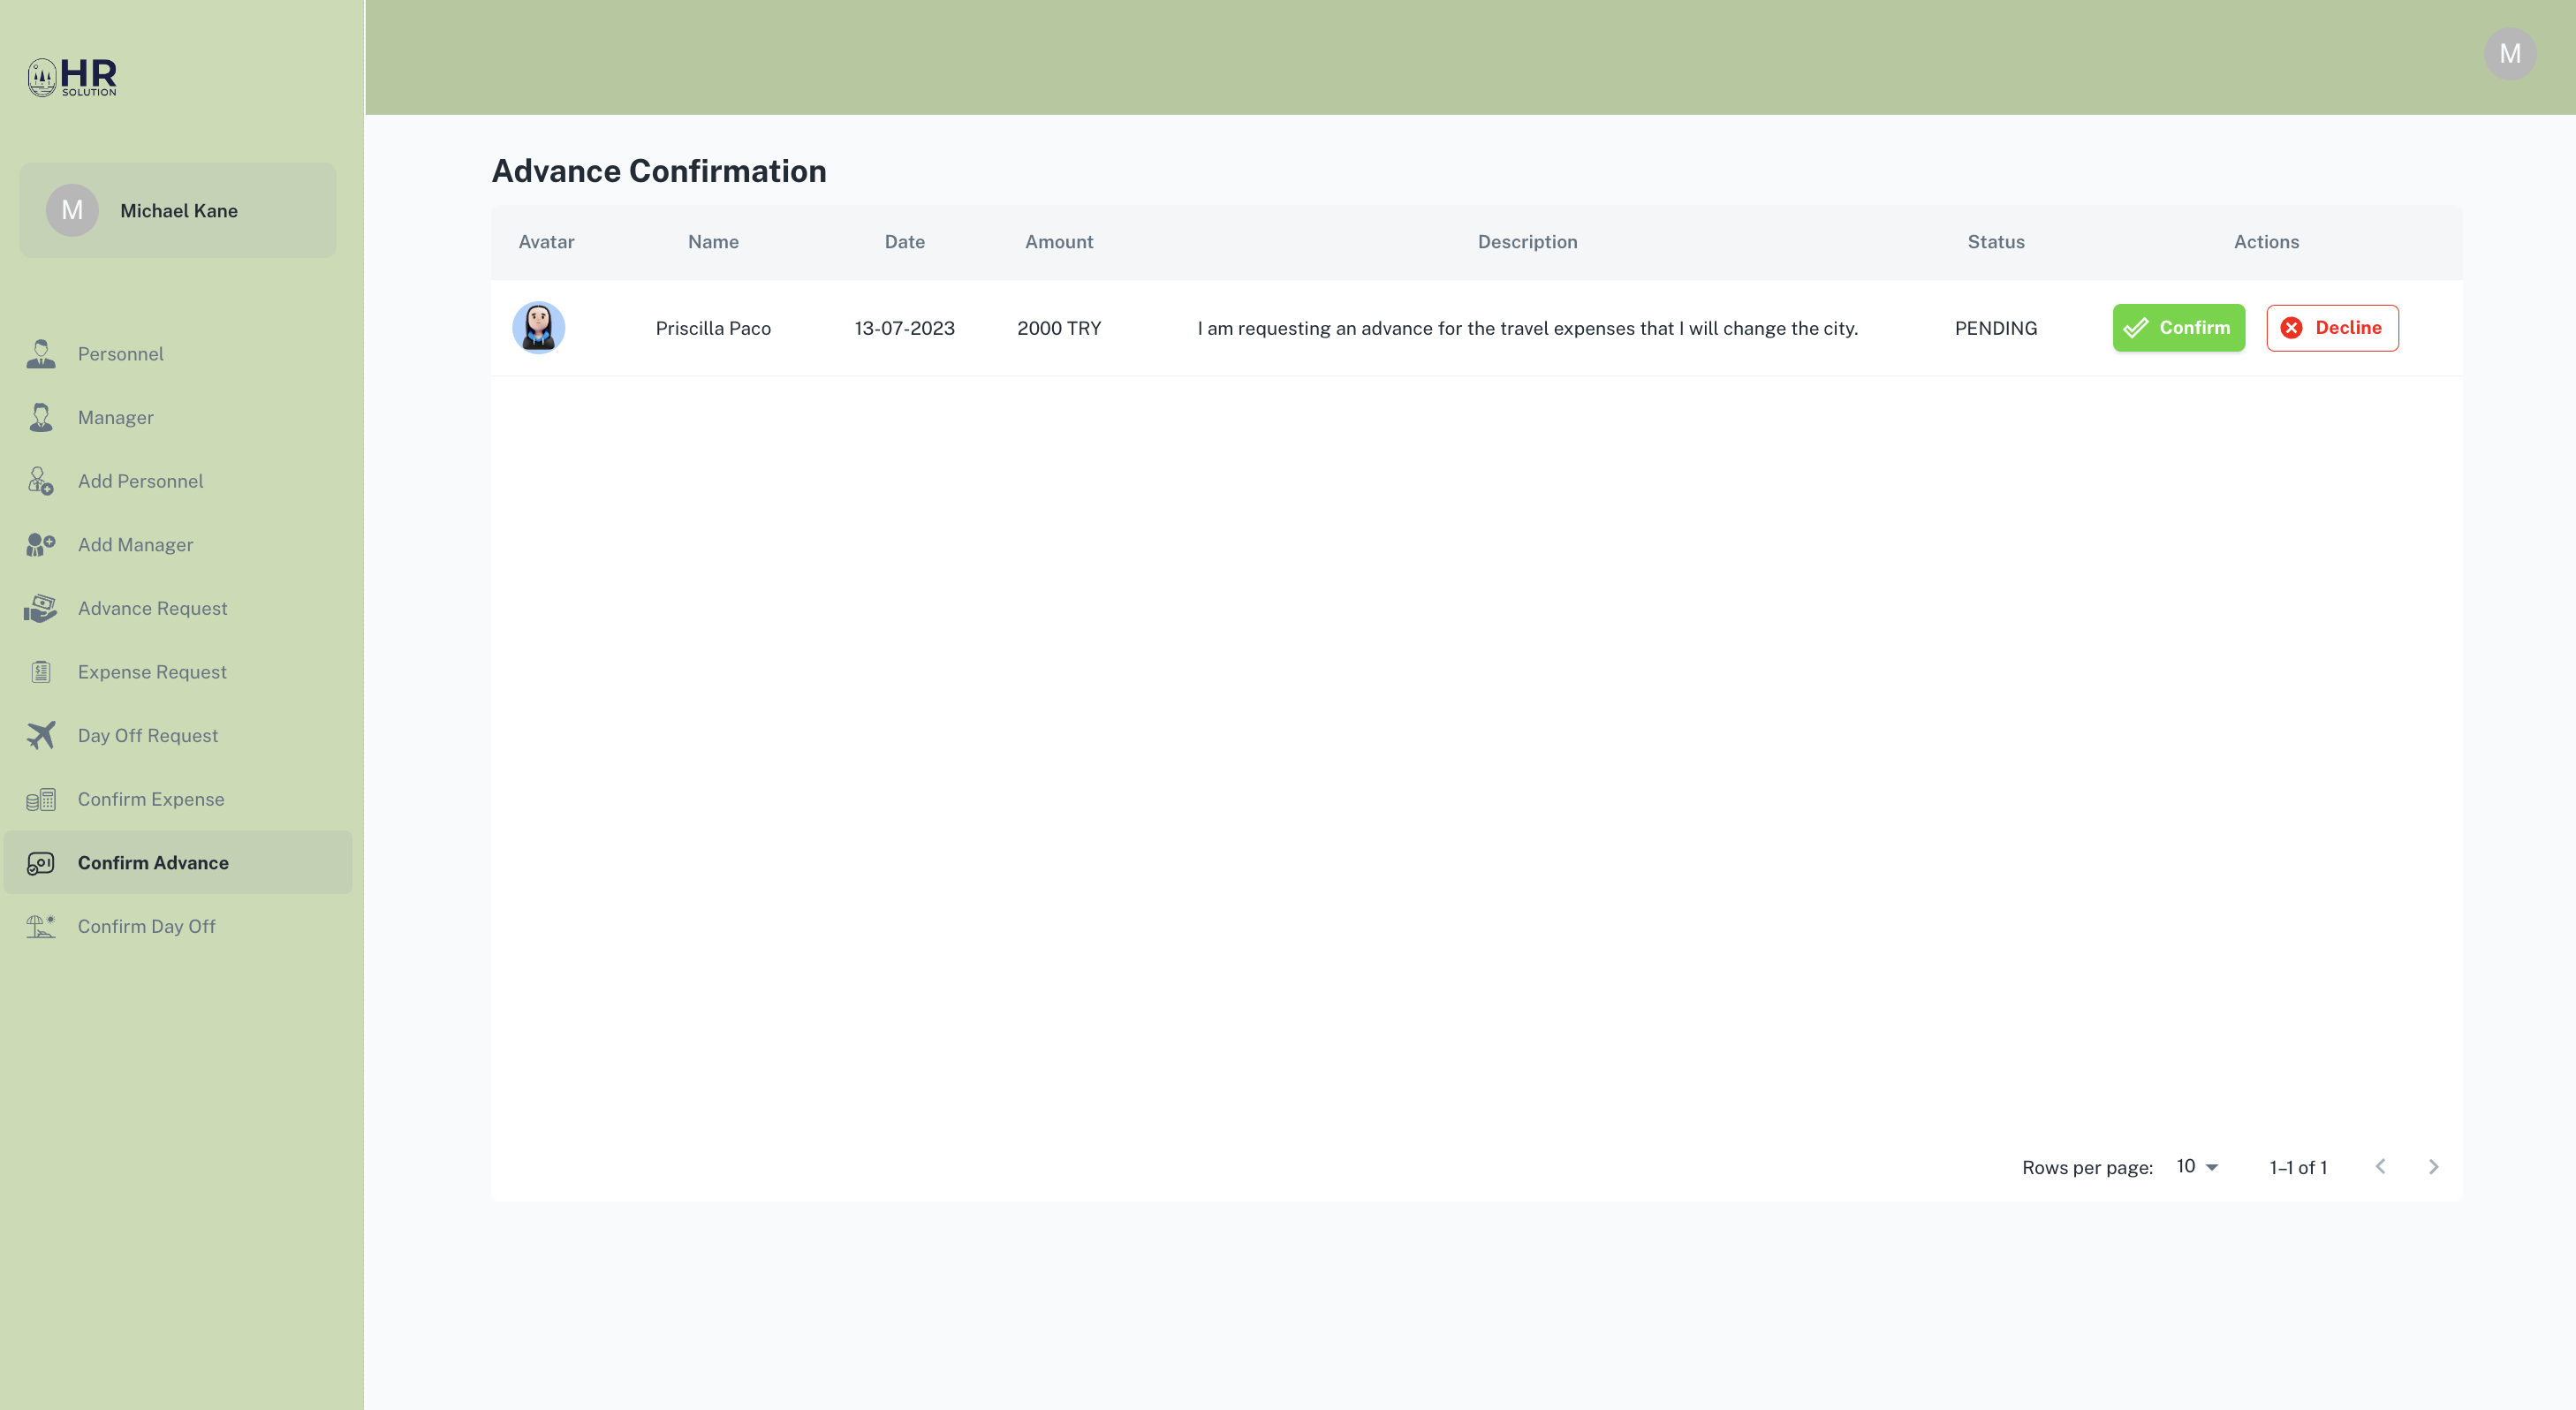 HR
SOLUTION
M
M
Michael Kane
Personnel
Manager
Add Personnel
Add Manager
Advance Request
Expense Request
Day Off Request
Confirm Expense
Confirm Advance
Confirm Day Off
Advance Confirmation
Avatar Name Date Amount Description Status Actions
Priscilla Paco 13-07-2023 2000 TRY I am requesting an advance for the travel expenses that I will change the city. PENDING Confirm Decline
Rows per page: 10 1–1 of 1